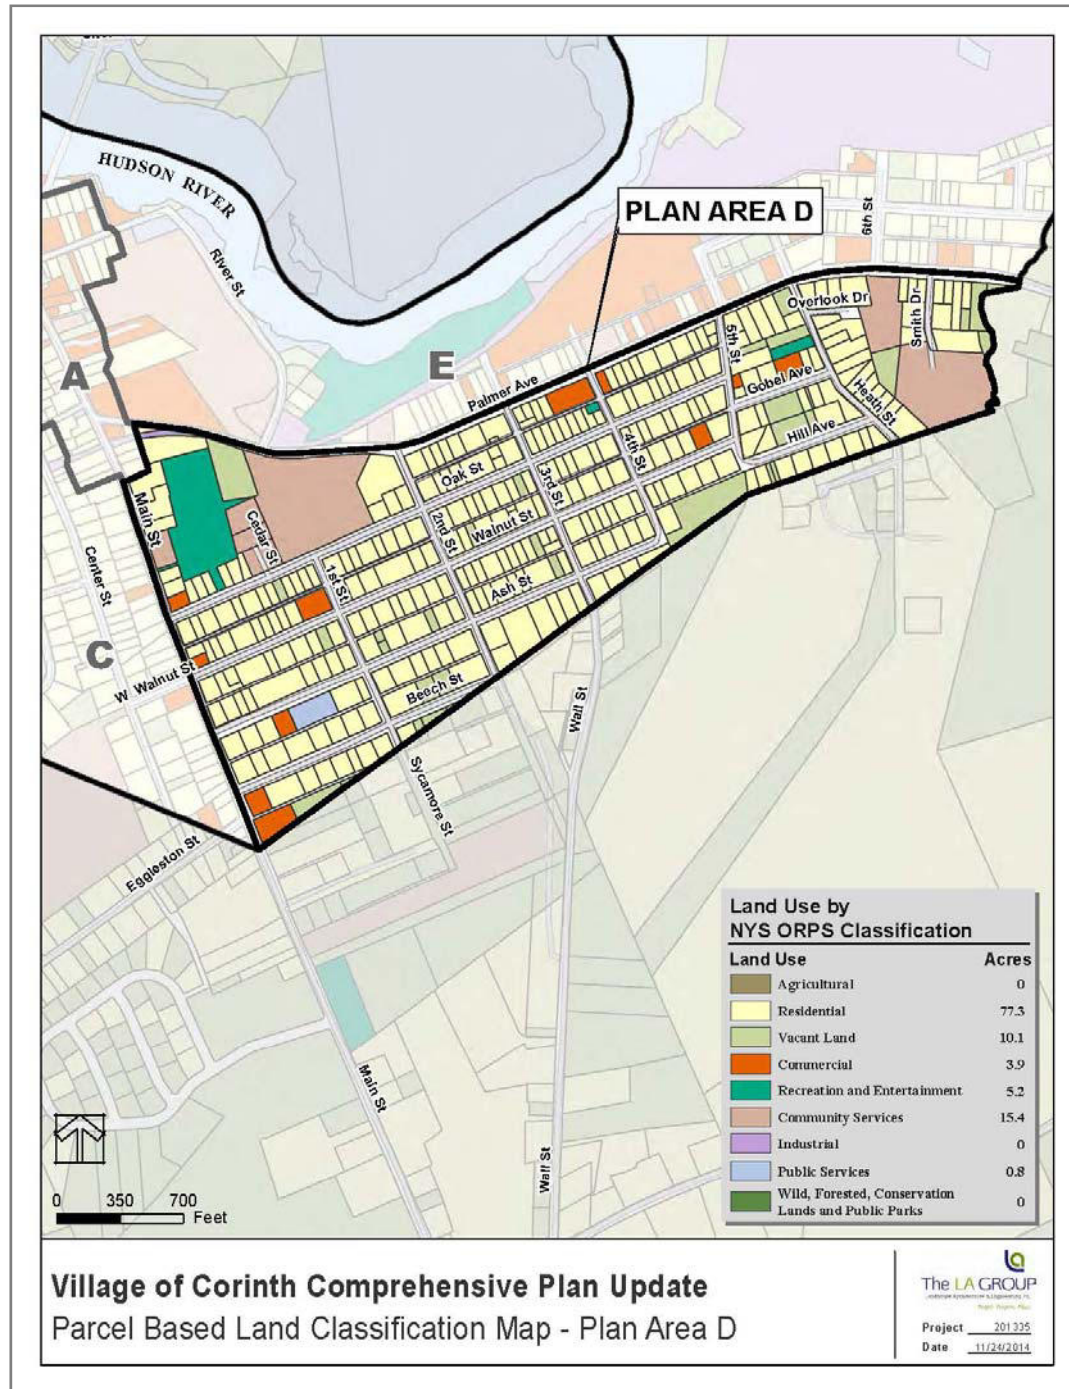 HUDSON RIVER
River St
PLAN AREA D
6th St
Overlook Dr
Smith Dr
A
E
Palmer Ave
5th St
Gobel Ave
Heath St
Hill Ave
4th St
Oak St
3rd St
Main St
Cedar St
2nd St
Walnut St
Center St
1st St
Ash St
C
W Walnut St
Beech St
Wall St
Sycamore St
Eggleston St
Main St
Wall St
Land Use by
NYS ORPS Classification
Land Use Acres
Agricultural 0
Residential 77.3
Vacant Land 10.1
Commercial 3.9
Recreation and Entertainment 5.2
Community Services 15.4
Industrial 0
Public Services 0.8
Wild, Forested, Conservation
Lands and Public Parks 0
0 350 700
Feet
Village of Corinth Comprehensive Plan Update
Parcel Based Land Classification Map - Plan Area D
The LA GROUP
Project 201335
Date 11/24/2014